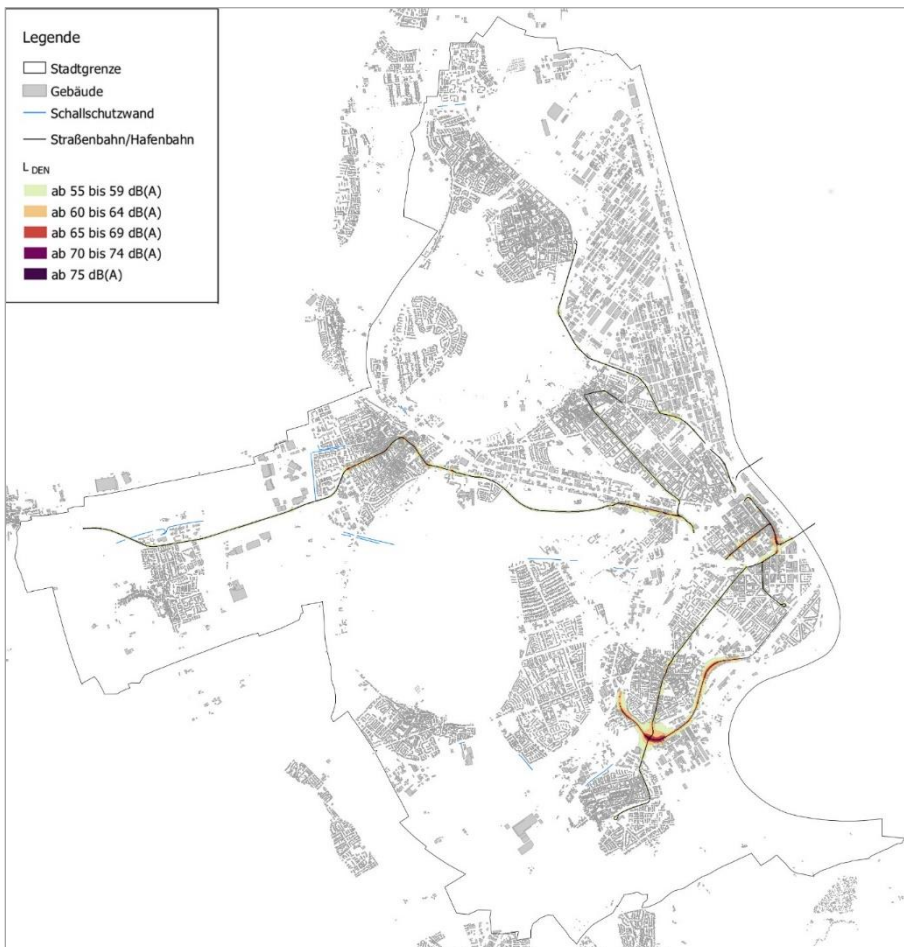 Legende
Stadtgrenze
Gebäude
Schallschutzwand
Straßenbahn/Hafenbahn
L DEN
ab 55 bis 59 dB(A)
ab 60 bis 64 dB(A)
ab 65 bis 69 dB(A)
ab 70 bis 74 dB(A)
ab 75 dB(A)